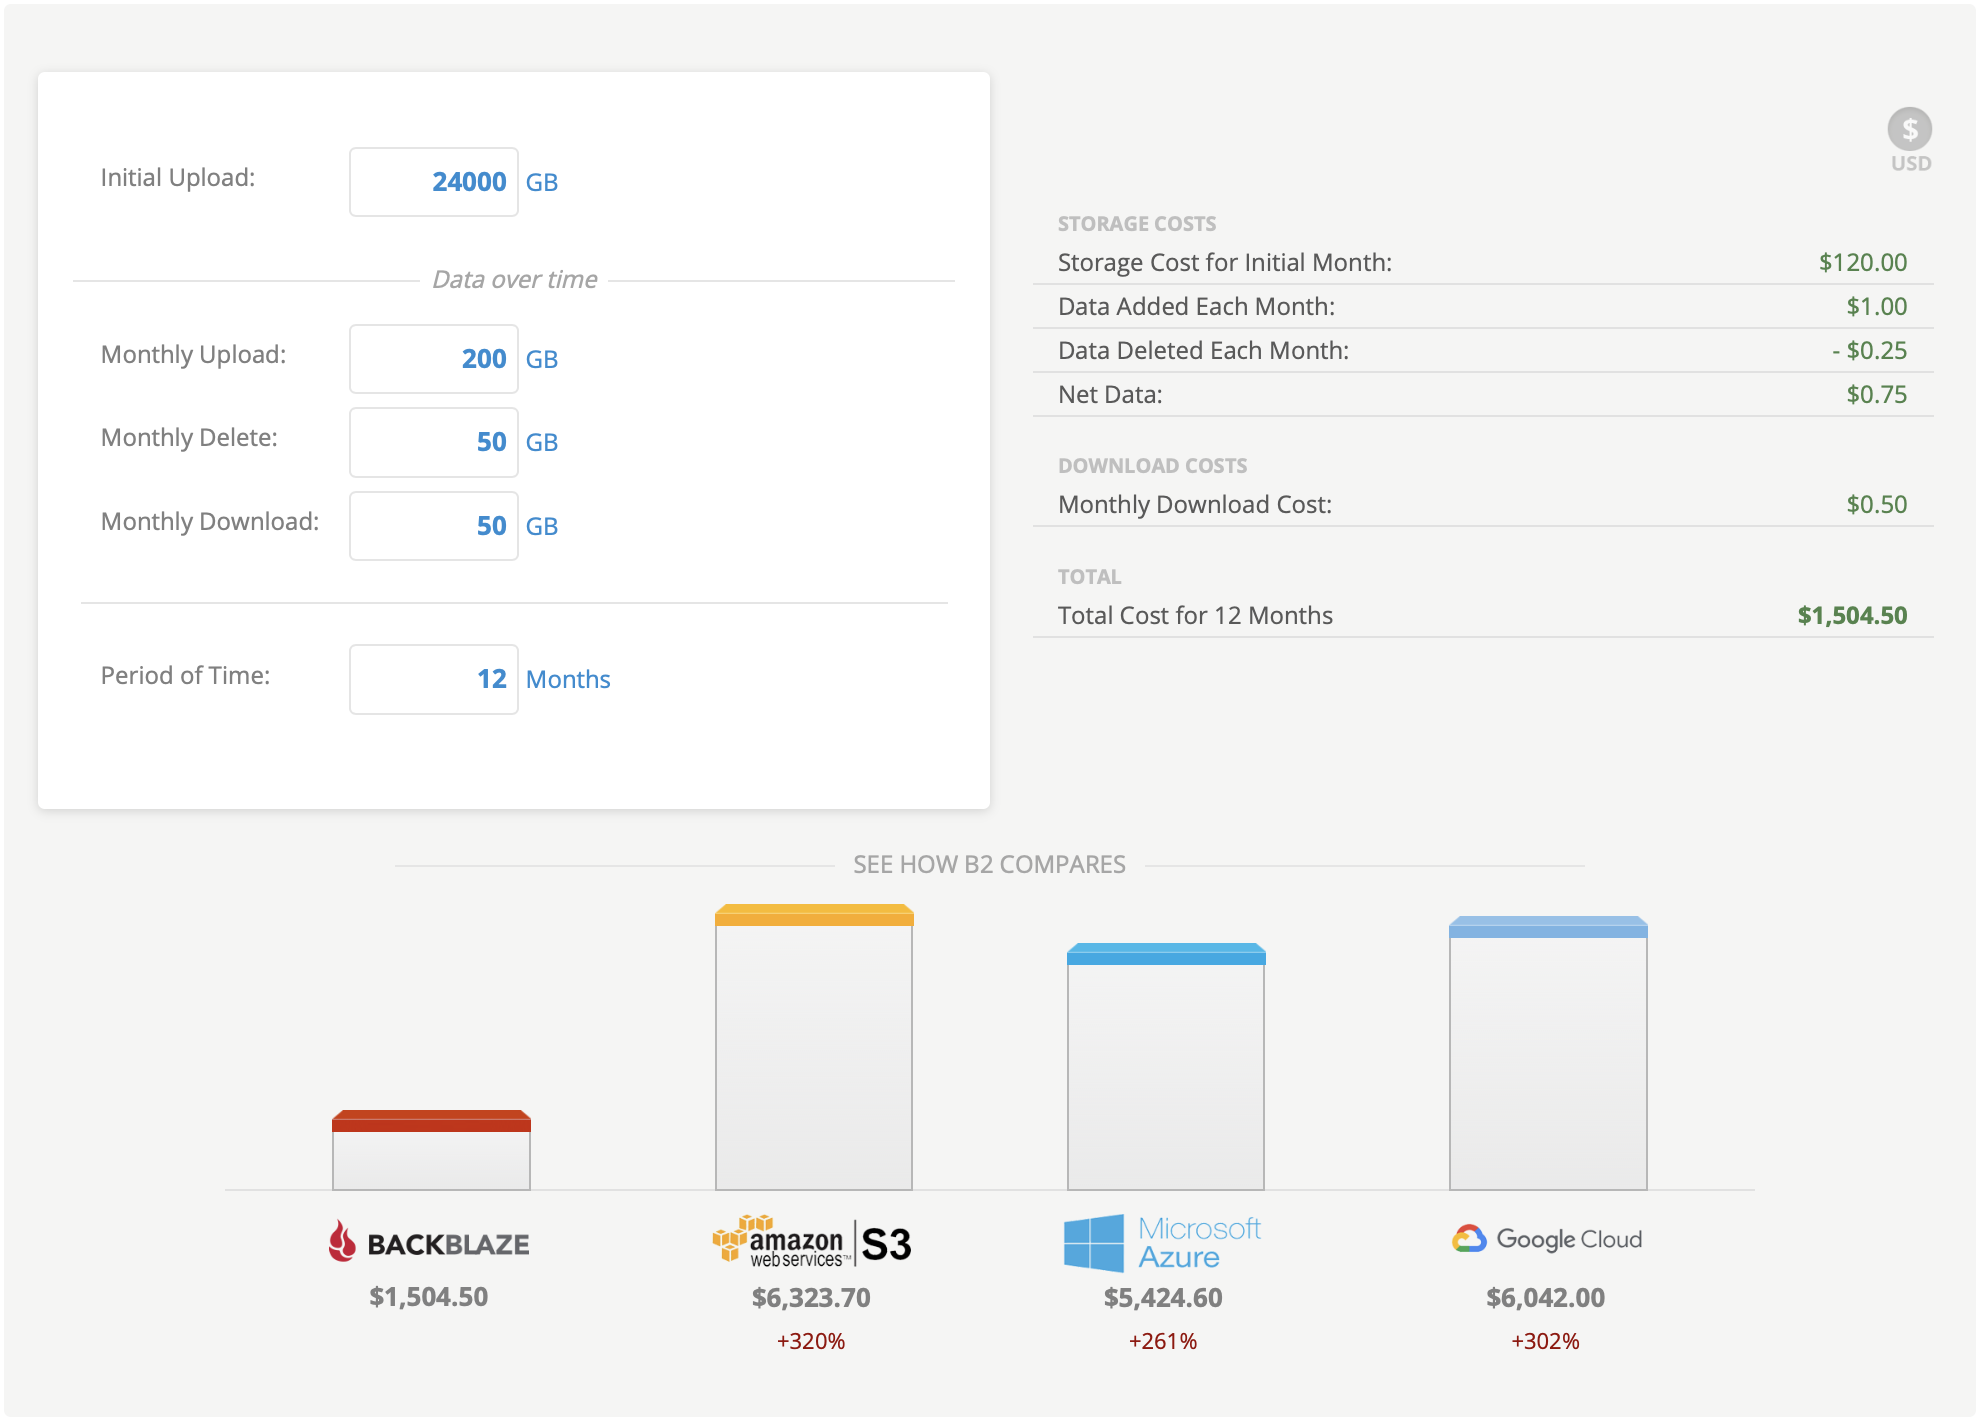 Initial Upload: 24000 GB
Data over time
Monthly Upload: 200 GB
Monthly Delete: 50 GB
Monthly Download: 50 GB
Period of Time: 12 Months
$
USD
STORAGE COSTS
Storage Cost for Initial Month: $120.00
Data Added Each Month: $1.00
Data Deleted Each Month: - $0.25
Net Data: $0.75
DOWNLOAD COSTS
Monthly Download Cost: $0.50
TOTAL
Total Cost for 12 Months $1,504.50
SEE HOW B2 COMPARES
BACKBLAZE
$1,504.50
amazon
webservices™ S3
$6,323.70
+320%
Microsoft
Azure
$5,424.60
+261%
Google Cloud
$6,042.00
+302%